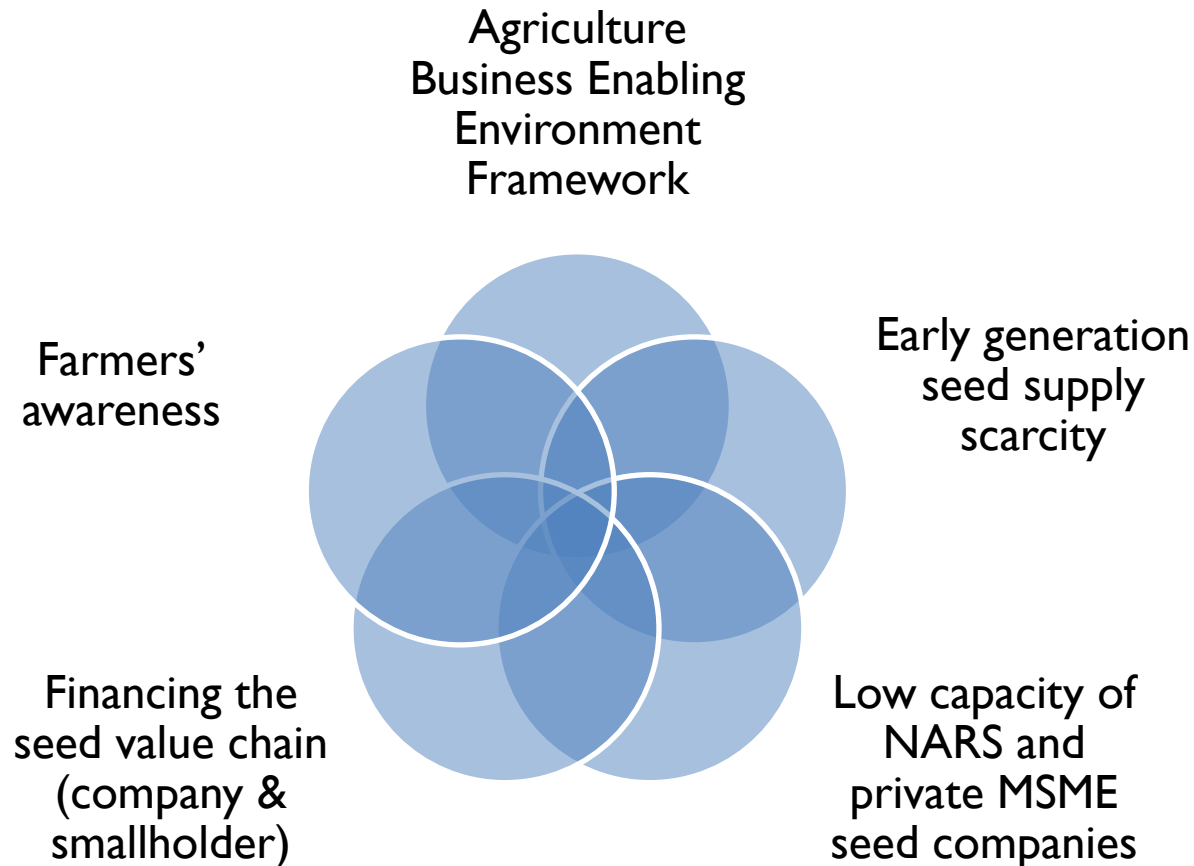 Agriculture
Business Enabling
Environment
Framework
Farmers’
awareness
Early generation
seed supply
scarcity
Financing the
seed value chain
(company &
smallholder)
Low capacity of
NARS and
private MSME
seed companies